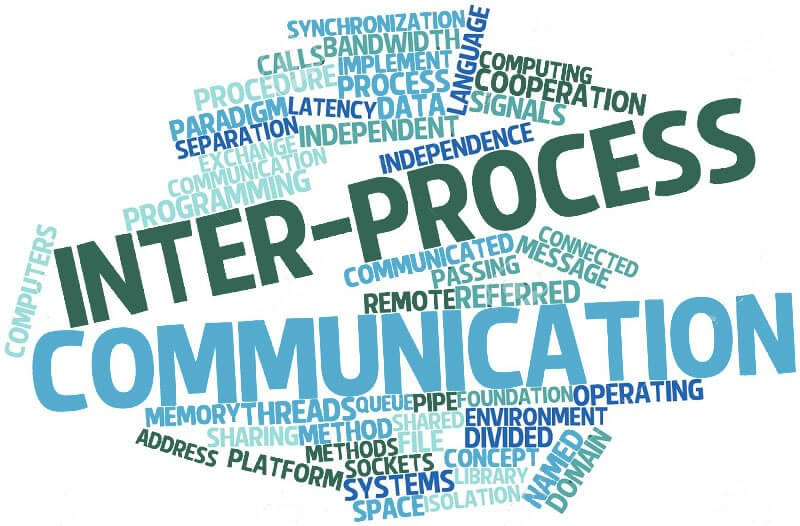 SYNCHRONIZATION
CALLS BANDWIDTH LANGUAGE
PROCEDURE IMPLEMENT COMPUTING
PROCESS COOPERATION
PARADIGM LATENCY DATA SIGNALS
SEPARATION INDEPENDENT
EXCHANGE INDEPENDENCE
COMMUNICATION
PROGRAMMING
INTER-PROCESS
COMPUTERS
COMMUNICATED CONNECTED
PASSING MESSAGE
REMOTE REFERRED
COMMUNICATION
MEMORY THREADS QUEUE PIPE FOUNDATION OPERATING
SHARING METHOD SHARED ENVIRONMENT
ADDRESS PLATFORM METHODS FILE DIVIDED
SOCKETS CONCEPT NAMED DOMAIN
SYSTEMS LIBRARY
SPACE ISOLATION